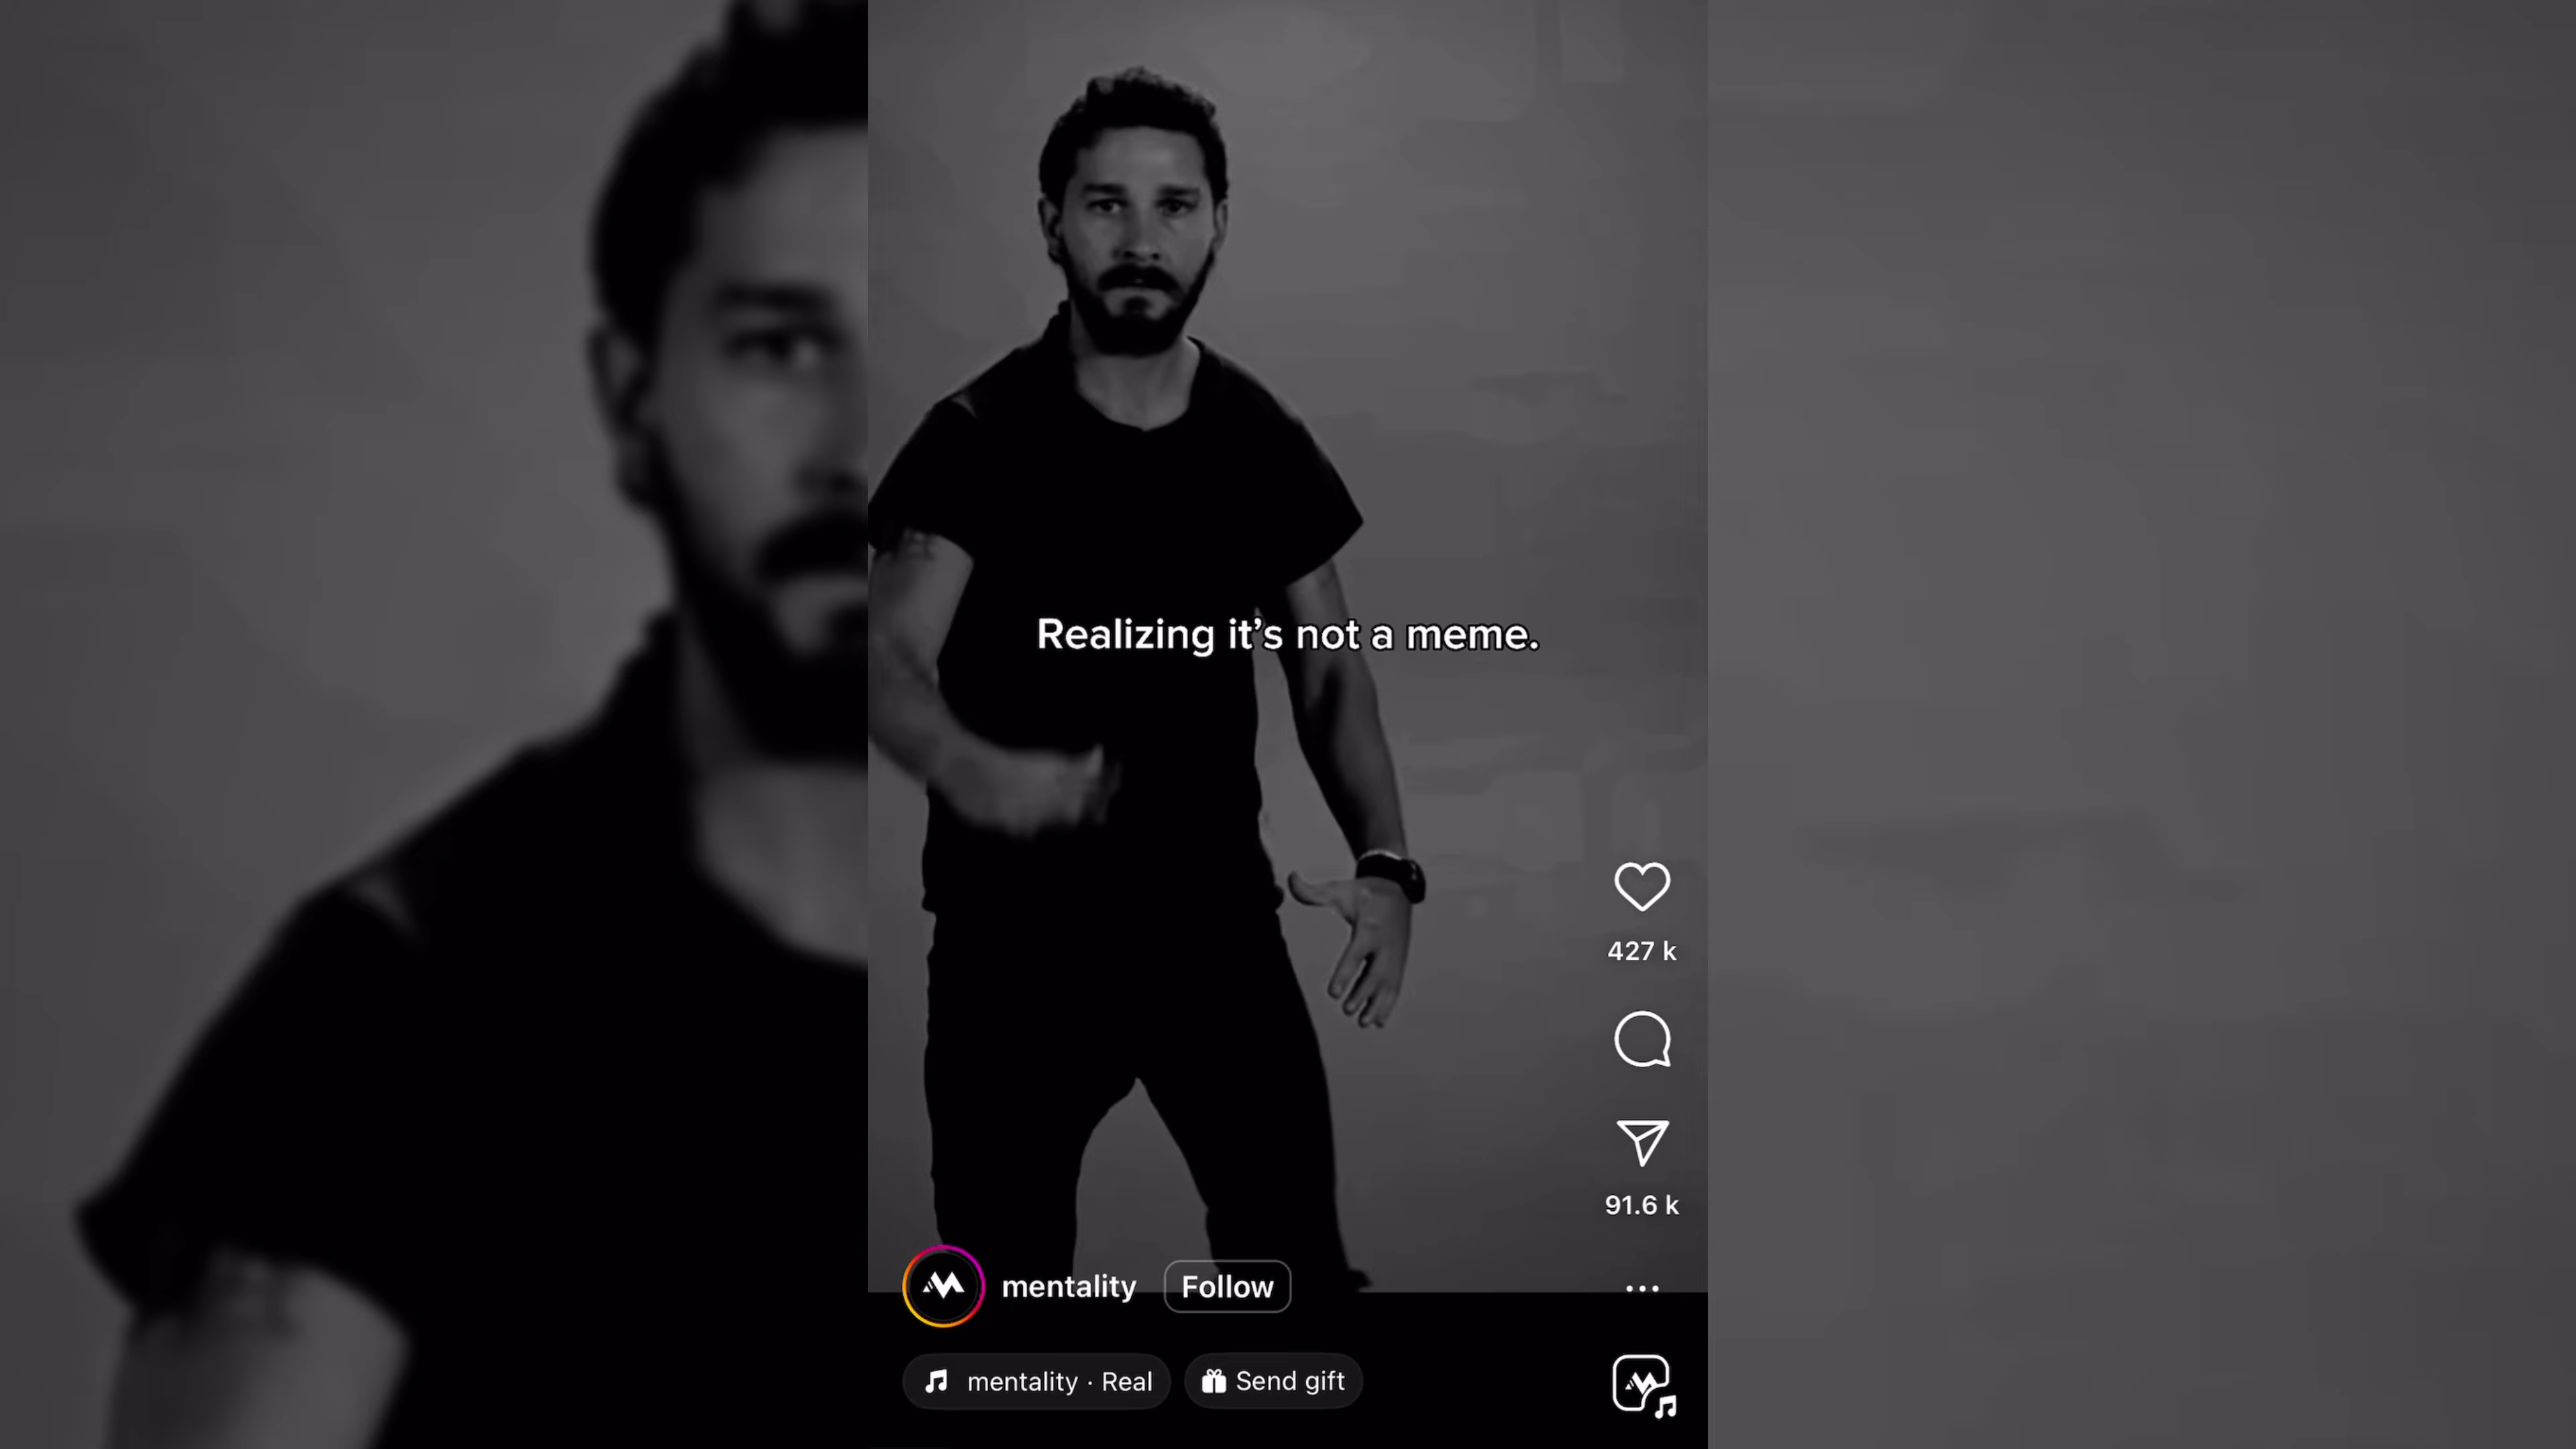 Realizing it’s not a meme.
427 k
91.6 k
mentality Follow
mentality · Real Send gift